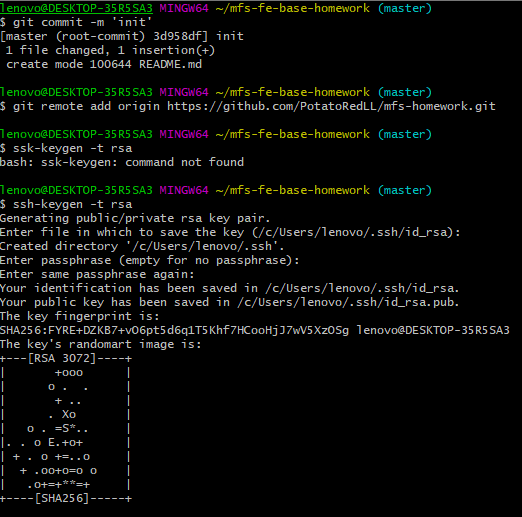 lenovo@DESKTOP-35R5SA3 MINGW64 ~/mfs-fe-base-homework (master)
$ git commit -m 'init'
[master (root-commit) 3d958df] init
 1 file changed, 1 insertion(+)
 create mode 100644 README.md

lenovo@DESKTOP-35R5SA3 MINGW64 ~/mfs-fe-base-homework (master)
$ git remote add origin https://github.com/PotatoRedLL/mfs-homework.git

lenovo@DESKTOP-35R5SA3 MINGW64 ~/mfs-fe-base-homework (master)
$ ssk-keygen -t rsa
bash: ssk-keygen: command not found

lenovo@DESKTOP-35R5SA3 MINGW64 ~/mfs-fe-base-homework (master)
$ ssh-keygen -t rsa
Generating public/private rsa key pair.
Enter file in which to save the key (/c/Users/lenovo/.ssh/id_rsa):
Created directory '/c/Users/lenovo/.ssh'.
Enter passphrase (empty for no passphrase):
Enter same passphrase again:
Your identification has been saved in /c/Users/lenovo/.ssh/id_rsa.
Your public key has been saved in /c/Users/lenovo/.ssh/id_rsa.pub.
The key fingerprint is:
SHA256:FYRE+DZKB7+vO6pt5d6q1T5Khf7HCooHjJ7wV5XzOSg lenovo@DESKTOP-35R5SA3
The key's randomart image is:
+---[RSA 3072]----+
|       +ooo      |
|      o .  .     |
|       + ..      |
|      . Xo       |
|   o . =S*..     |
|. . o E.+o+      |
| + . o +=..o     |
|  + .oo+o=o o    |
|   .o+=+**=+     |
+----[SHA256]-----+